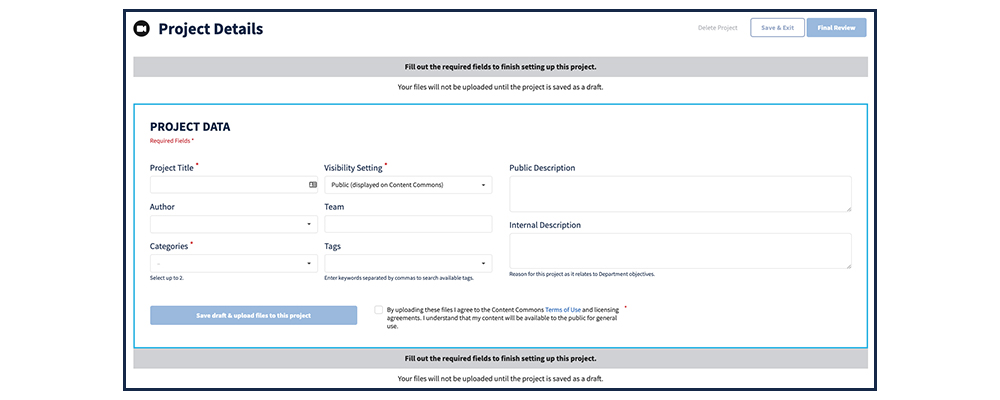 Project Details
Delete Project
Save & Exit
Final Review
Fill out the required fields to finish setting up this project.
Your files will not be uploaded until the project is saved as a draft.
PROJECT DATA
Required Fields *
Project Title *
Visibility Setting *
Public (displayed on Content Commons)
Public Description
Author
Team
Internal Description
Categories *
-
Tags
Select up to 2.
Enter keywords separated by commas to search available tags.
Reason for this project as it relates to Department objectives.
Save draft & upload files to this project
By uploading these files I agree to the Content Commons Terms of Use and licensing *
agreements. I understand that my content will be available to the public for general
use.
Fill out the required fields to finish setting up this project.
Your files will not be uploaded until the project is saved as a draft.